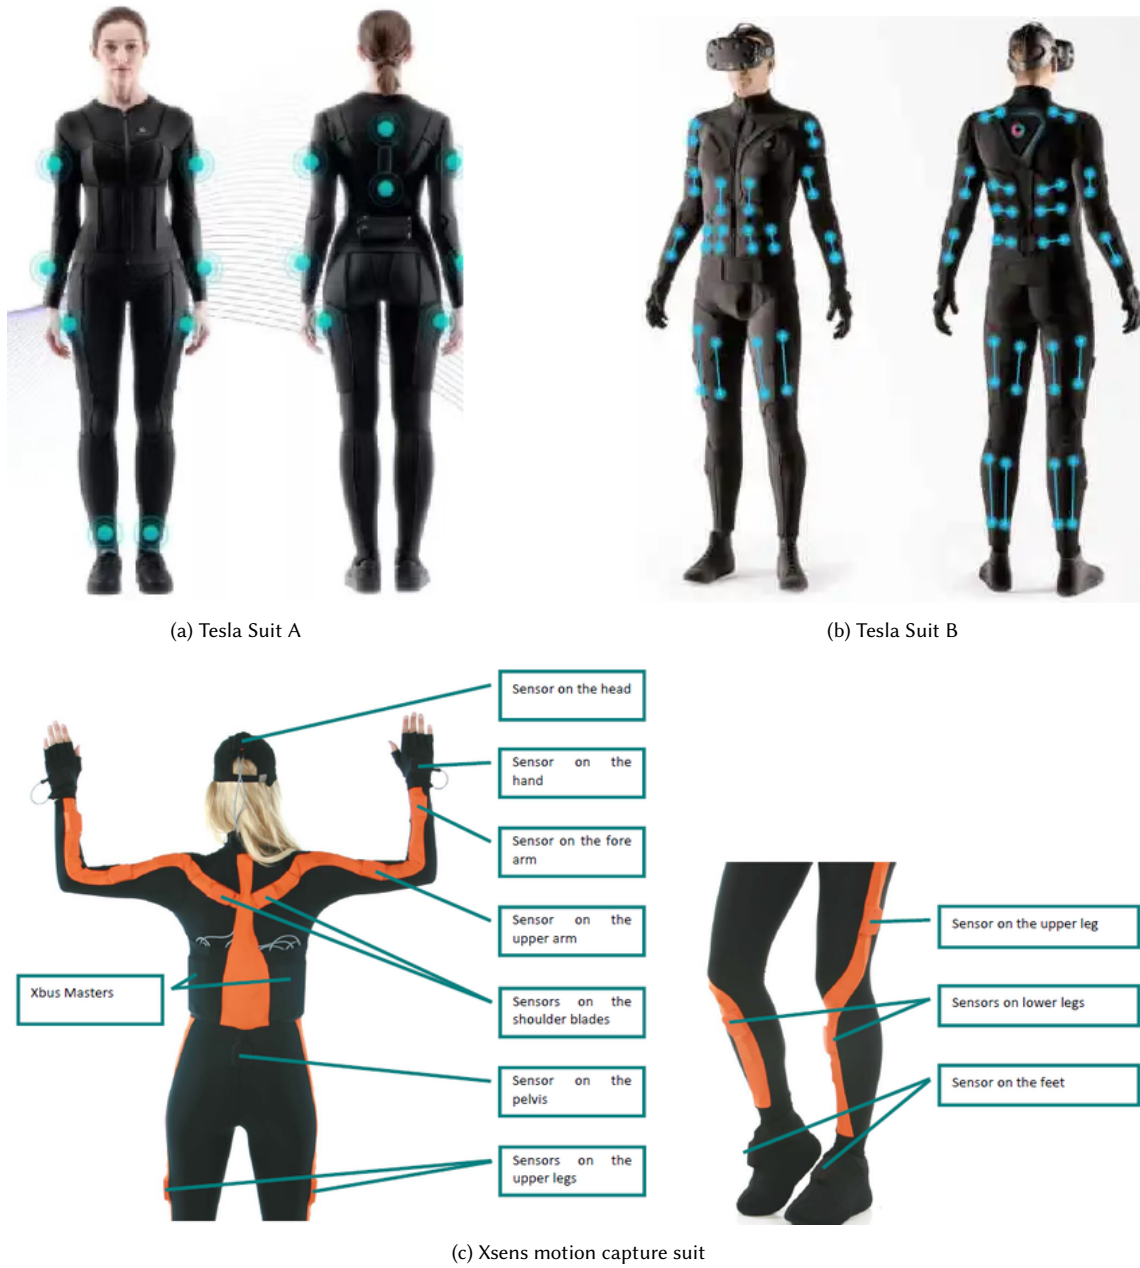 (a) Tesla Suit A
(b) Tesla Suit B
Sensor on the head
Sensor on the
hand
Sensor on the fore
arm
Sensor on the
upper arm
Sensors on the
shoulder blades
Sensor on the
pelvis
Sensors on the
upper legs
Xbus Masters
Sensor on the upper leg
Sensors on lower legs
Sensor on the feet
(c) Xsens motion capture suit